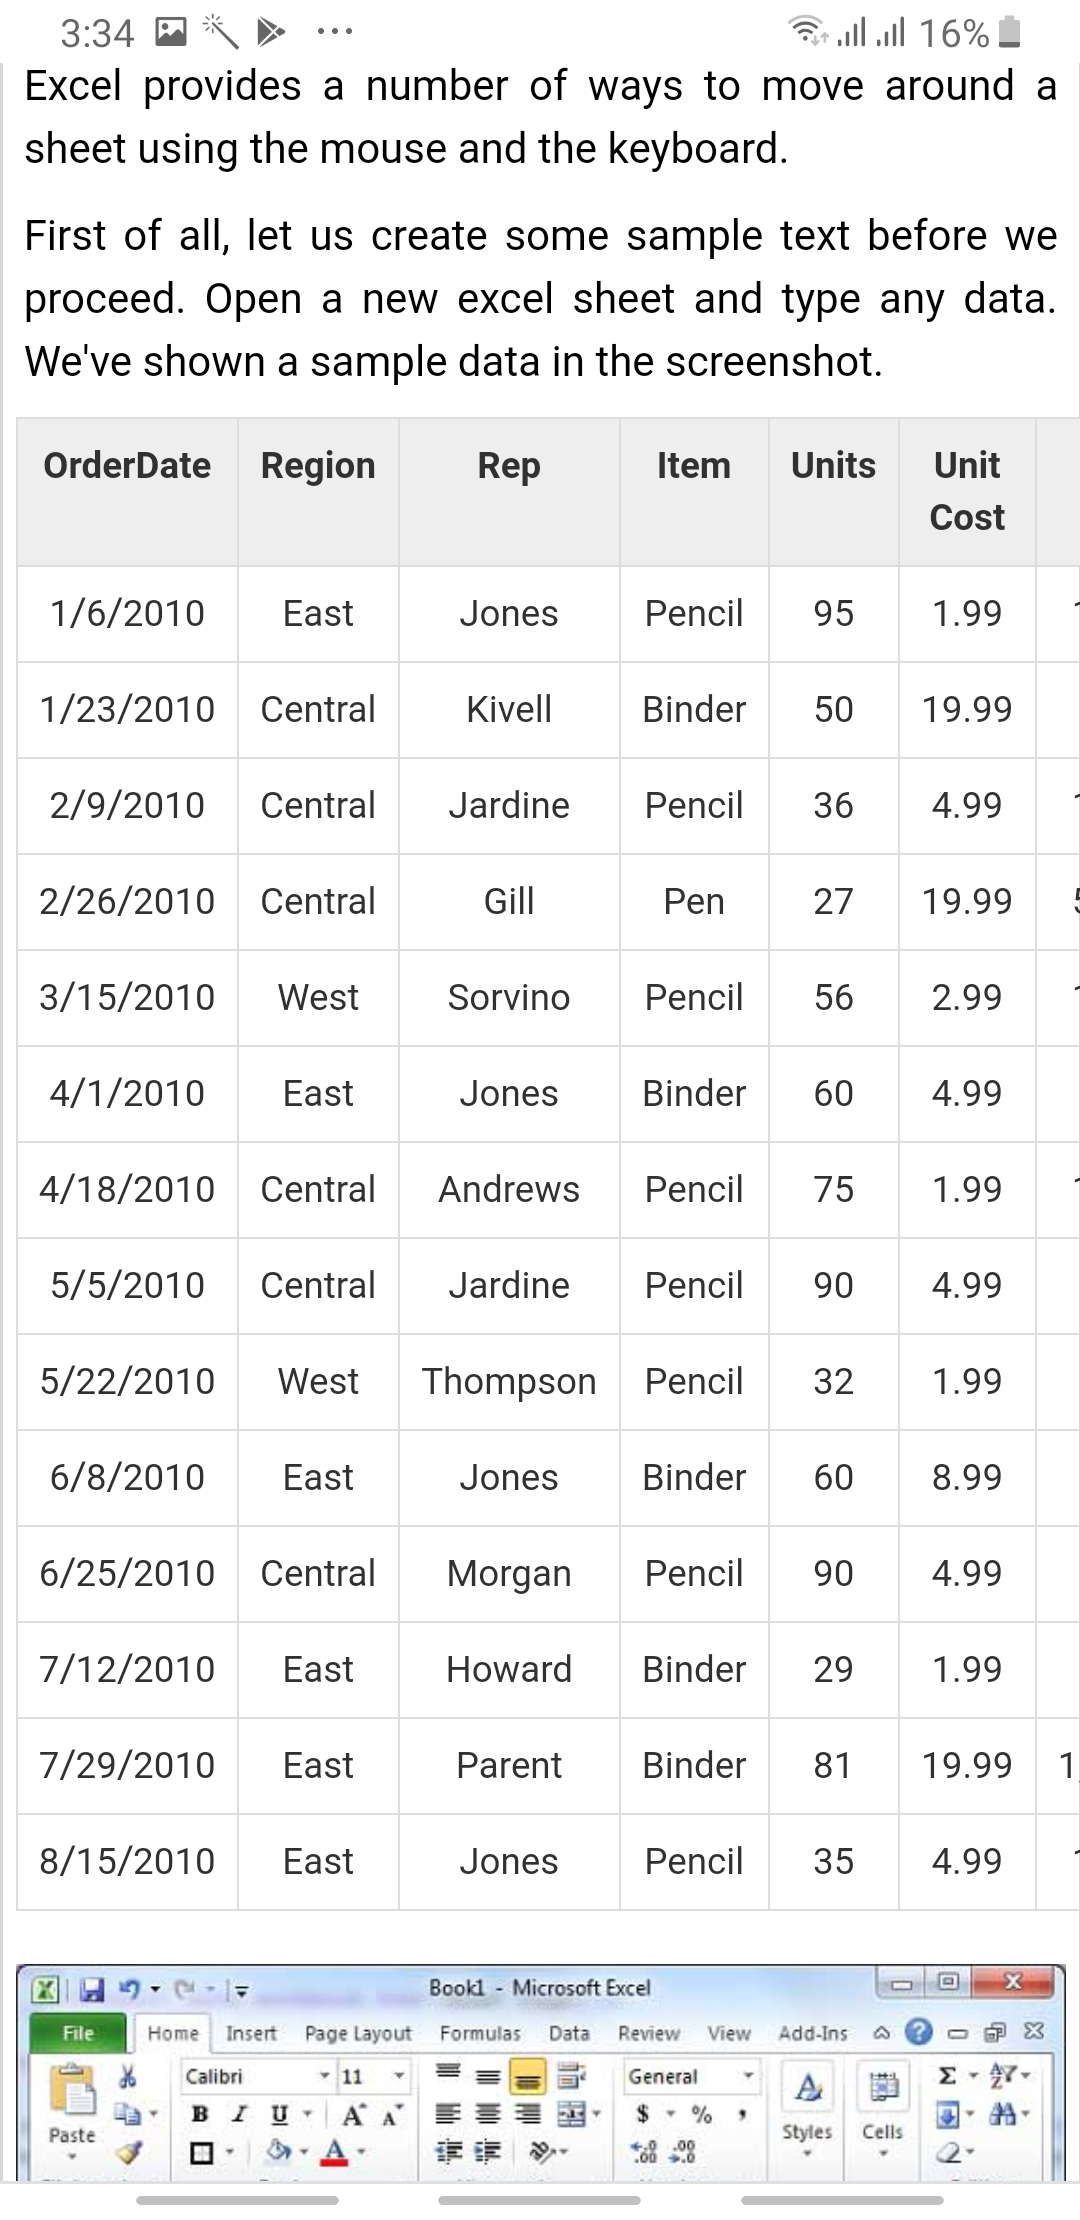 3:34 16%
Excel provides a number of ways to move around a
sheet using the mouse and the keyboard.
First of all, let us create some sample text before we
proceed. Open a new excel sheet and type any data.
We've shown a sample data in the screenshot.
OrderDate Region Rep Item Units Unit
Cost
1/6/2010 East Jones Pencil 95 1.99
1/23/2010 Central Kivell Binder 50 19.99
2/9/2010 Central Jardine Pencil 36 4.99
2/26/2010 Central Gill Pen 27 19.99
3/15/2010 West Sorvino Pencil 56 2.99
4/1/2010 East Jones Binder 60 4.99
4/18/2010 Central Andrews Pencil 75 1.99
5/5/2010 Central Jardine Pencil 90 4.99
5/22/2010 West Thompson Pencil 32 1.99
6/8/2010 East Jones Binder 60 8.99
6/25/2010 Central Morgan Pencil 90 4.99
7/12/2010 East Howard Binder 29 1.99
7/29/2010 East Parent Binder 81 19.99
8/15/2010 East Jones Pencil 35 4.99
Book1 - Microsoft Excel
File Home Insert Page Layout Formulas Data Review View Add-Ins
Calibri 11 General
B I U A A $ % ,
Paste Styles Cells